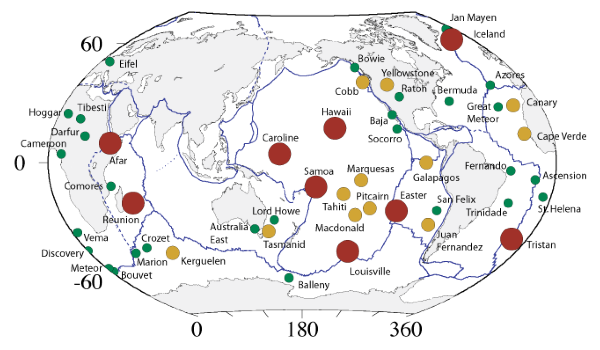 Jan Mayen
Iceland
60
Bowie
Eifel
Yellowstone
Azores
Cobb
Raton
Bermuda
Hoggar
Tibesti
Great
Meteor
Canary
Hawaii
Baja
Darfur
Socorro
Cape Verde
Cameroon
Caroline
0
Afar
Marquesas
Fernando
Galapagos
Samoa
Ascension
Comores
Pitcairn
Easter
San Felix
Tahiti
Trinidade
St.Helena
Reunion
Lord Howe
Macdonald
Australia
East
Juan
Fernandez
Verna
Tasmanid
Tristan
Discovery
Marion
Crozet
Kerguelen
Meteor
Bouvet
Louisville
-60
Balleny
0
180
360